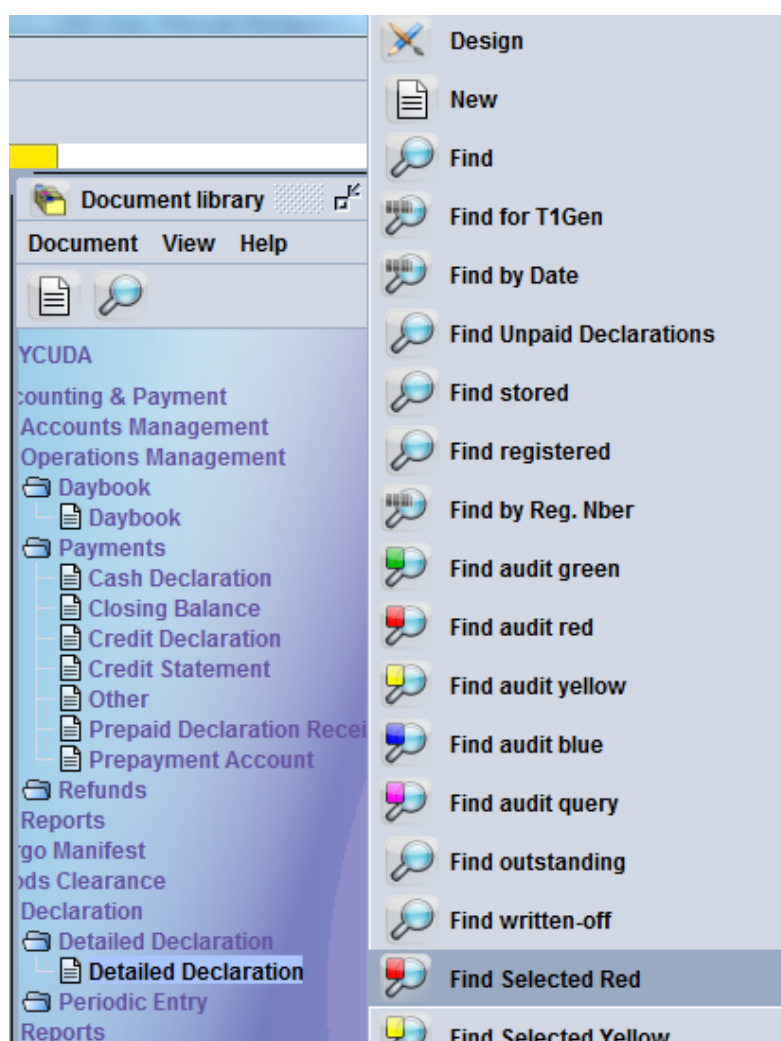 Document library
Document View Help
YCUDA
counting & Payment
Accounts Management
Operations Management
Daybook
Daybook
Payments
Cash Declaration
Closing Balance
Credit Declaration
Credit Statement
Other
Prepaid Declaration Recei
Prepayment Account
Refunds
Reports
rgo Manifest
ods Clearance
Declaration
Detailed Declaration
Detailed Declaration
Periodic Entry
Reports
Design
New
Find
Find for T1Gen
Find by Date
Find Unpaid Declarations
Find stored
Find registered
Find by Reg. Nber
Find audit green
Find audit red
Find audit yellow
Find audit blue
Find audit query
Find outstanding
Find written-off
Find Selected Red
Find Selected Yellow